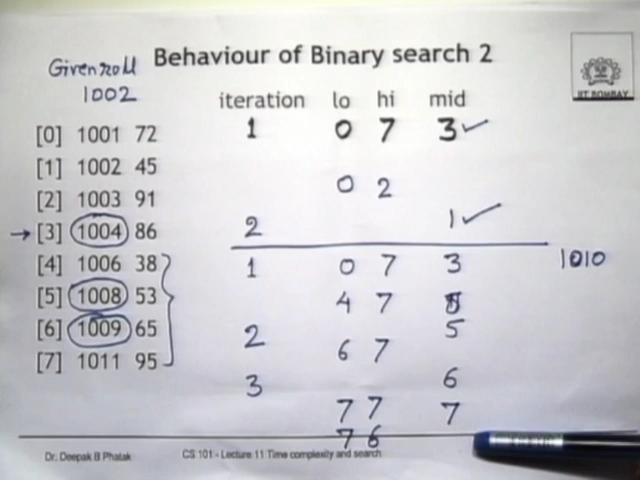 Behaviour of Binary search 2
Given roll
1002
IIT BOMBAY
iteration lo hi mid
[0] 1001 72
[1] 1002 45
[2] 1003 91
→ [3] 1004 86
[4] 1006 38
[5] 1008 53
[6] 1009 65
[7] 1011 95
1 0 7 3 ✓
0 2
2 1 ✓
1 0 7 3 1010
4 7
2 5
6 7
3 6
7 7 7
7 6
Dr. Deepak B Phatak CS 101 - Lecture 11 Time complexity and search